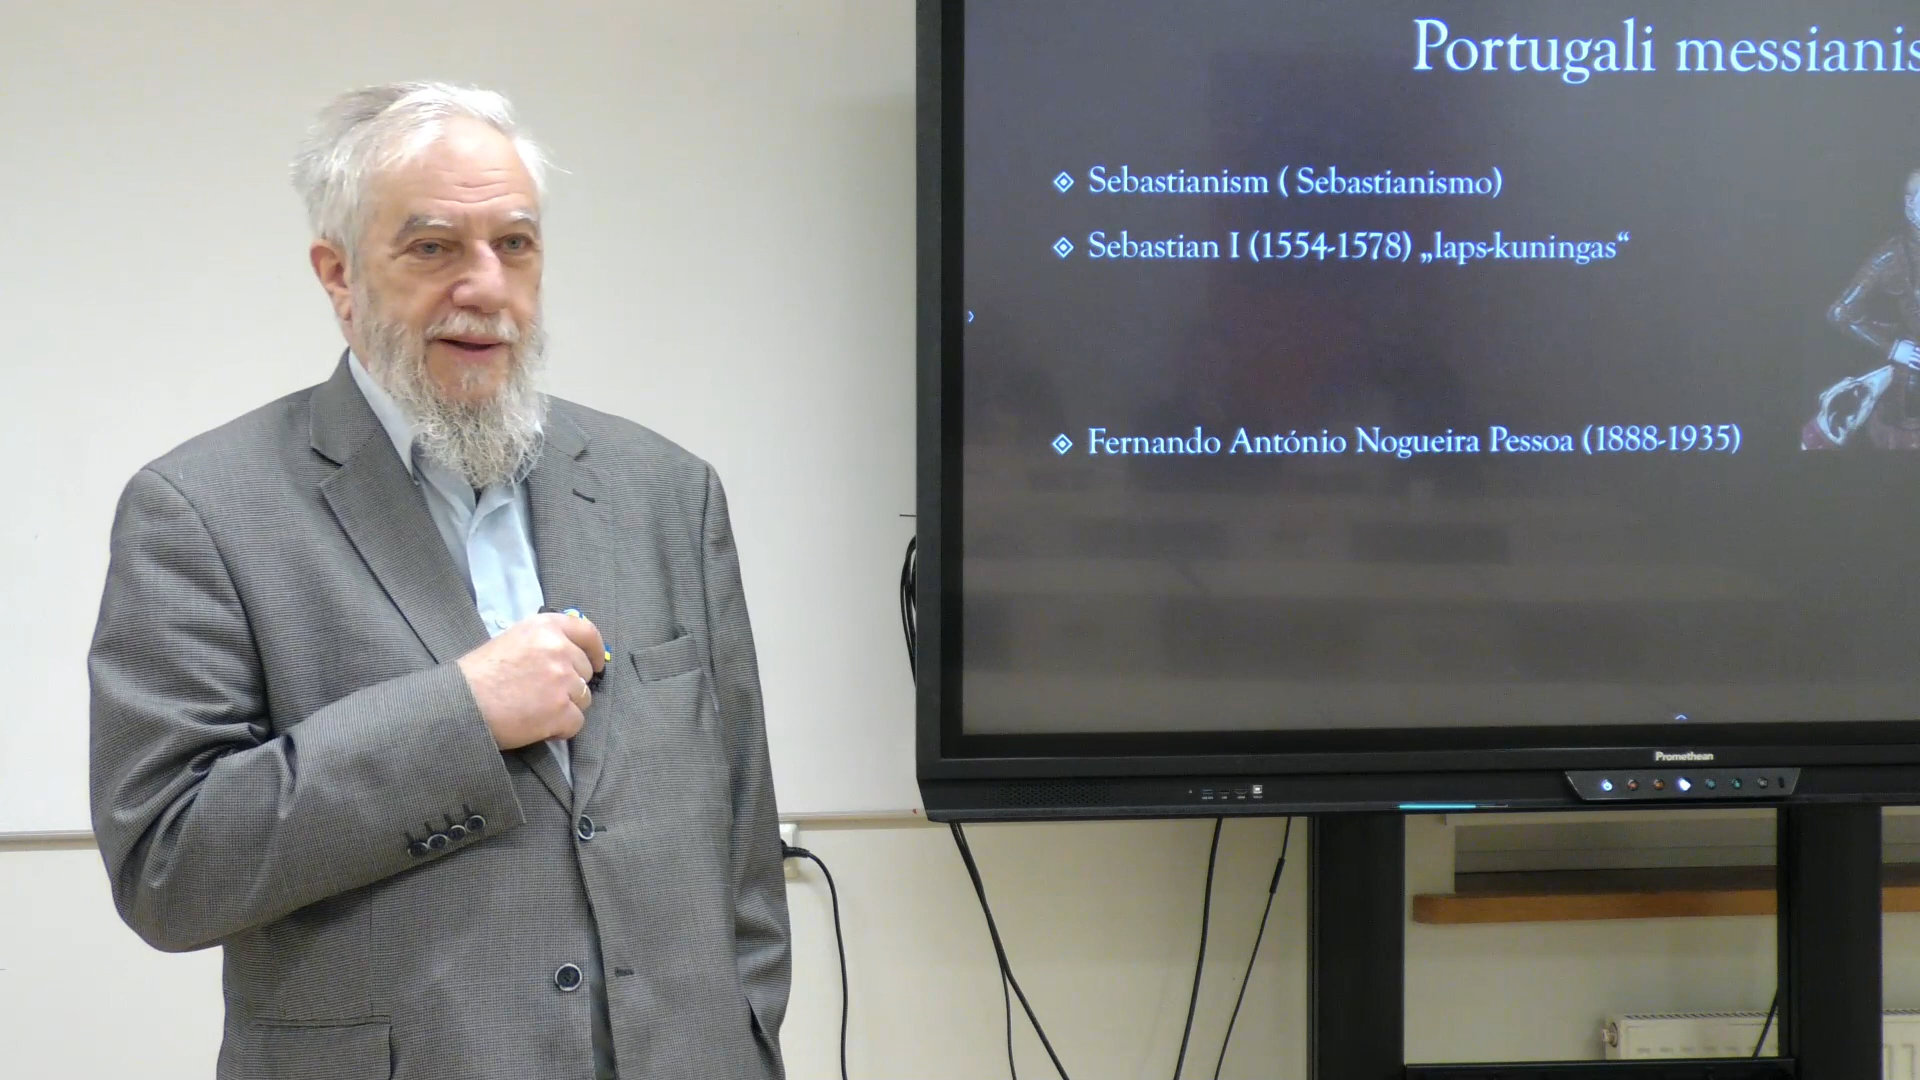 Portugali messianis
Sebastianism ( Sebastianismo)
Sebastian I (1554-1578) „laps-kuningas“
Fernando António Nogueira Pessoa (1888-1935)
Promethean